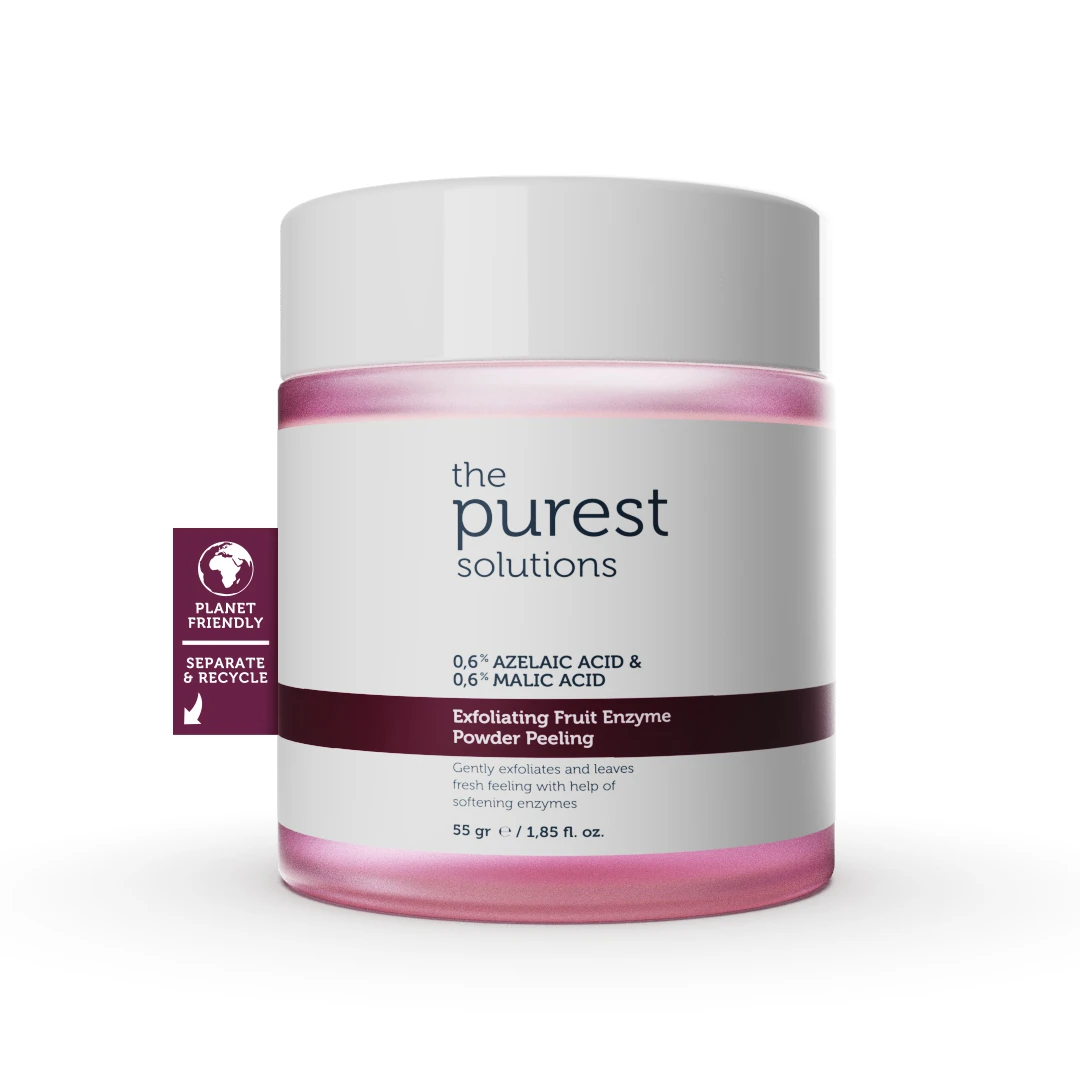 the
purest
solutions
0,6% AZELAIC ACID &
0,6% MALIC ACID
Exfoliating Fruit Enzyme
Powder Peeling
Gently exfoliates and leaves
fresh feeling with help of
softening enzymes
55 gr ℮ / 1,85 fl. oz.
PLANET
FRIENDLY
SEPARATE
& RECYCLE